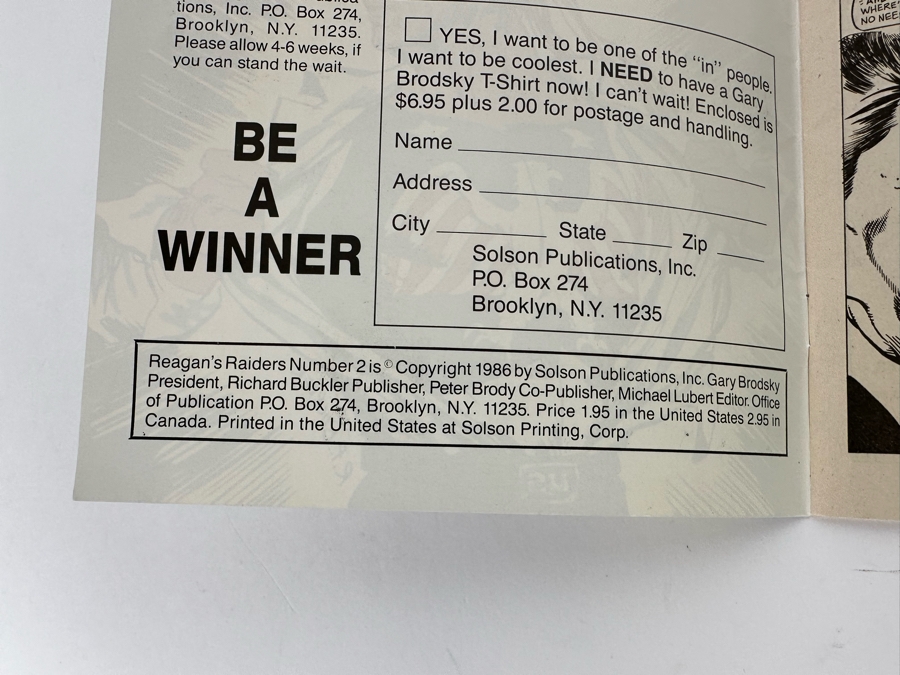 tions, Inc. P.O. Box 274,
Brooklyn, N.Y. 11235.
Please allow 4-6 weeks, if
you can stand the wait.
BE
A
WINNER
YES, I want to be one of the "in" people.
I want to be coolest. I NEED to have a Gary
Brodsky T-Shirt now! I can't wait! Enclosed is
$6.95 plus 2.00 for postage and handling.
Name
Address
City State Zip
Solson Publications, Inc.
P.O. Box 274
Brooklyn, N.Y. 11235
Reagan's Raiders Number 2 is © Copyright 1986 by Solson Publications, Inc. Gary Brodsky
President, Richard Buckler Publisher, Peter Brody Co-Publisher, Michael Lubert Editor. Office
of Publication P.O. Box 274, Brooklyn, N.Y. 11235. Price 1.95 in the United States 2.95 in
Canada. Printed in the United States at Solson Printing, Corp.
WHERE
NO NEE